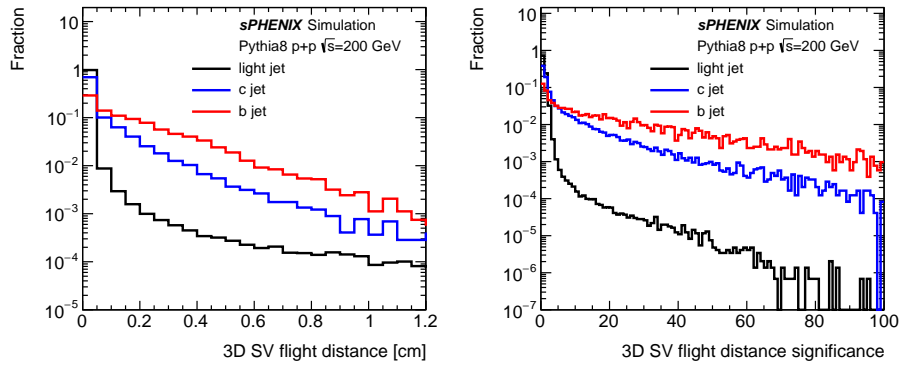 sPHENIX Simulation
Pythia8 p+p √s=200 GeV
light jet
c jet
b jet
Fraction
10
1
10⁻¹
10⁻²
10⁻³
10⁻⁴
10⁻⁵
0 0.2 0.4 0.6 0.8 1 1.2
3D SV flight distance [cm]
sPHENIX Simulation
Pythia8 p+p √s=200 GeV
light jet
c jet
b jet
Fraction
10
1
10⁻¹
10⁻²
10⁻³
10⁻⁴
10⁻⁵
10⁻⁶
10⁻⁷
0 20 40 60 80 100
3D SV flight distance significance